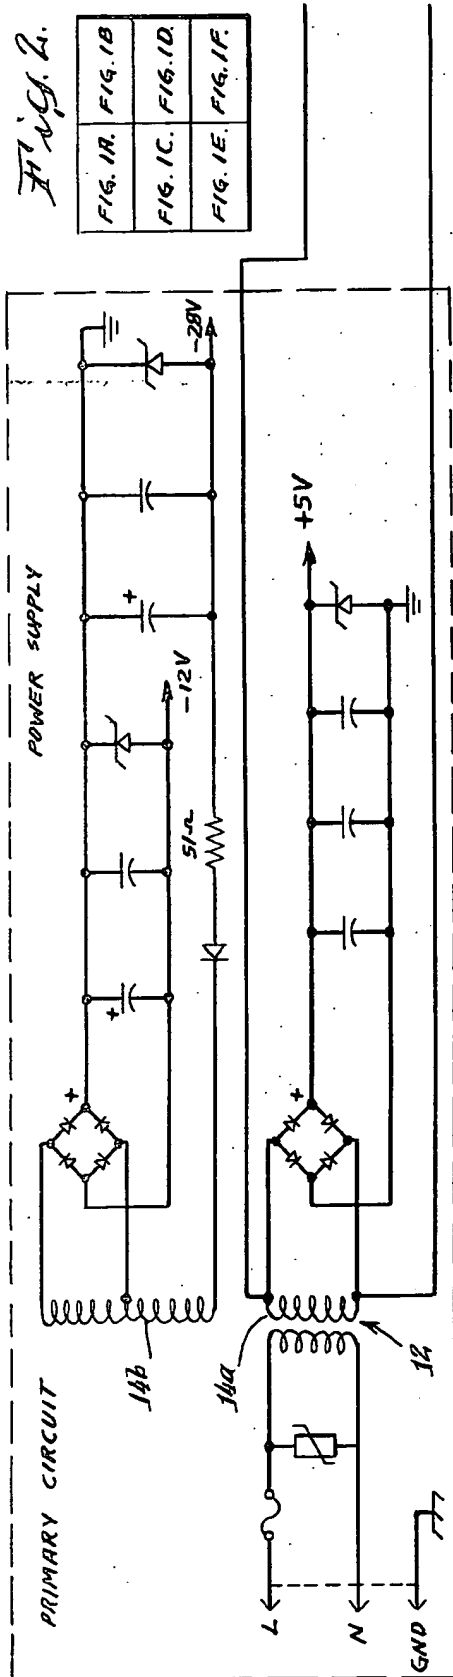 Fig. 2.
FIG. 1A. FIG. 1B
FIG. 1C. FIG. 1D.
FIG. 1E. FIG. 1F.
PRIMARY CIRCUIT
POWER SUPPLY
-28V
+
-12V
51Ω
+
+
14b
+5V
+
14a
12
L
N
GND